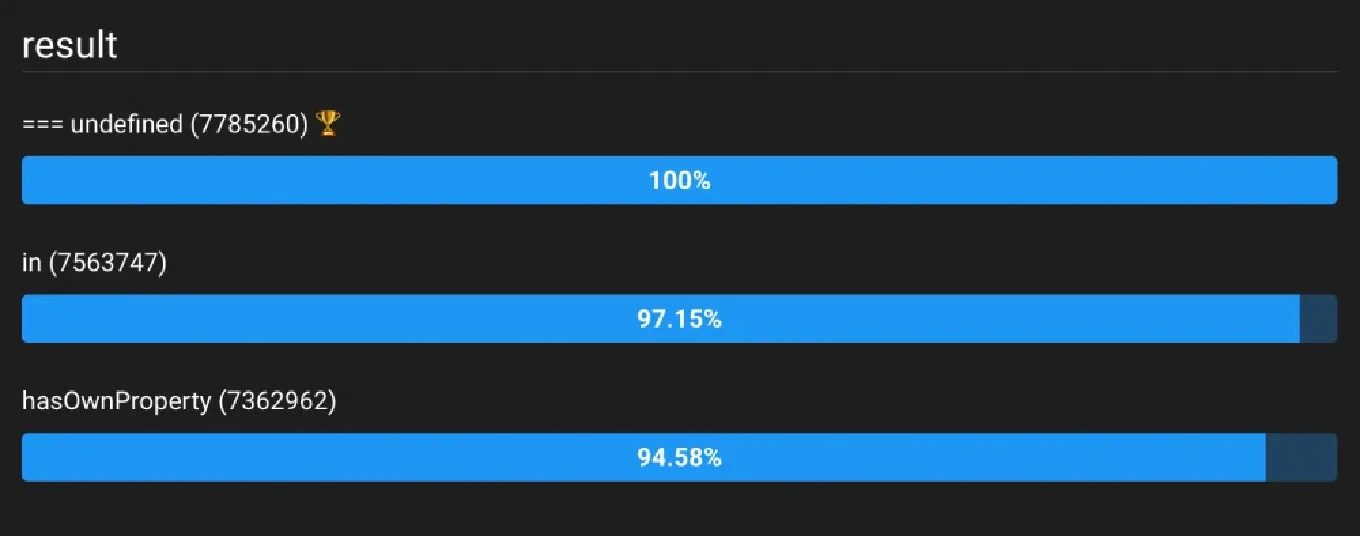 result
=== undefined (7785260) 🏆
100%
in (7563747)
97.15%
hasOwnProperty (7362962)
94.58%